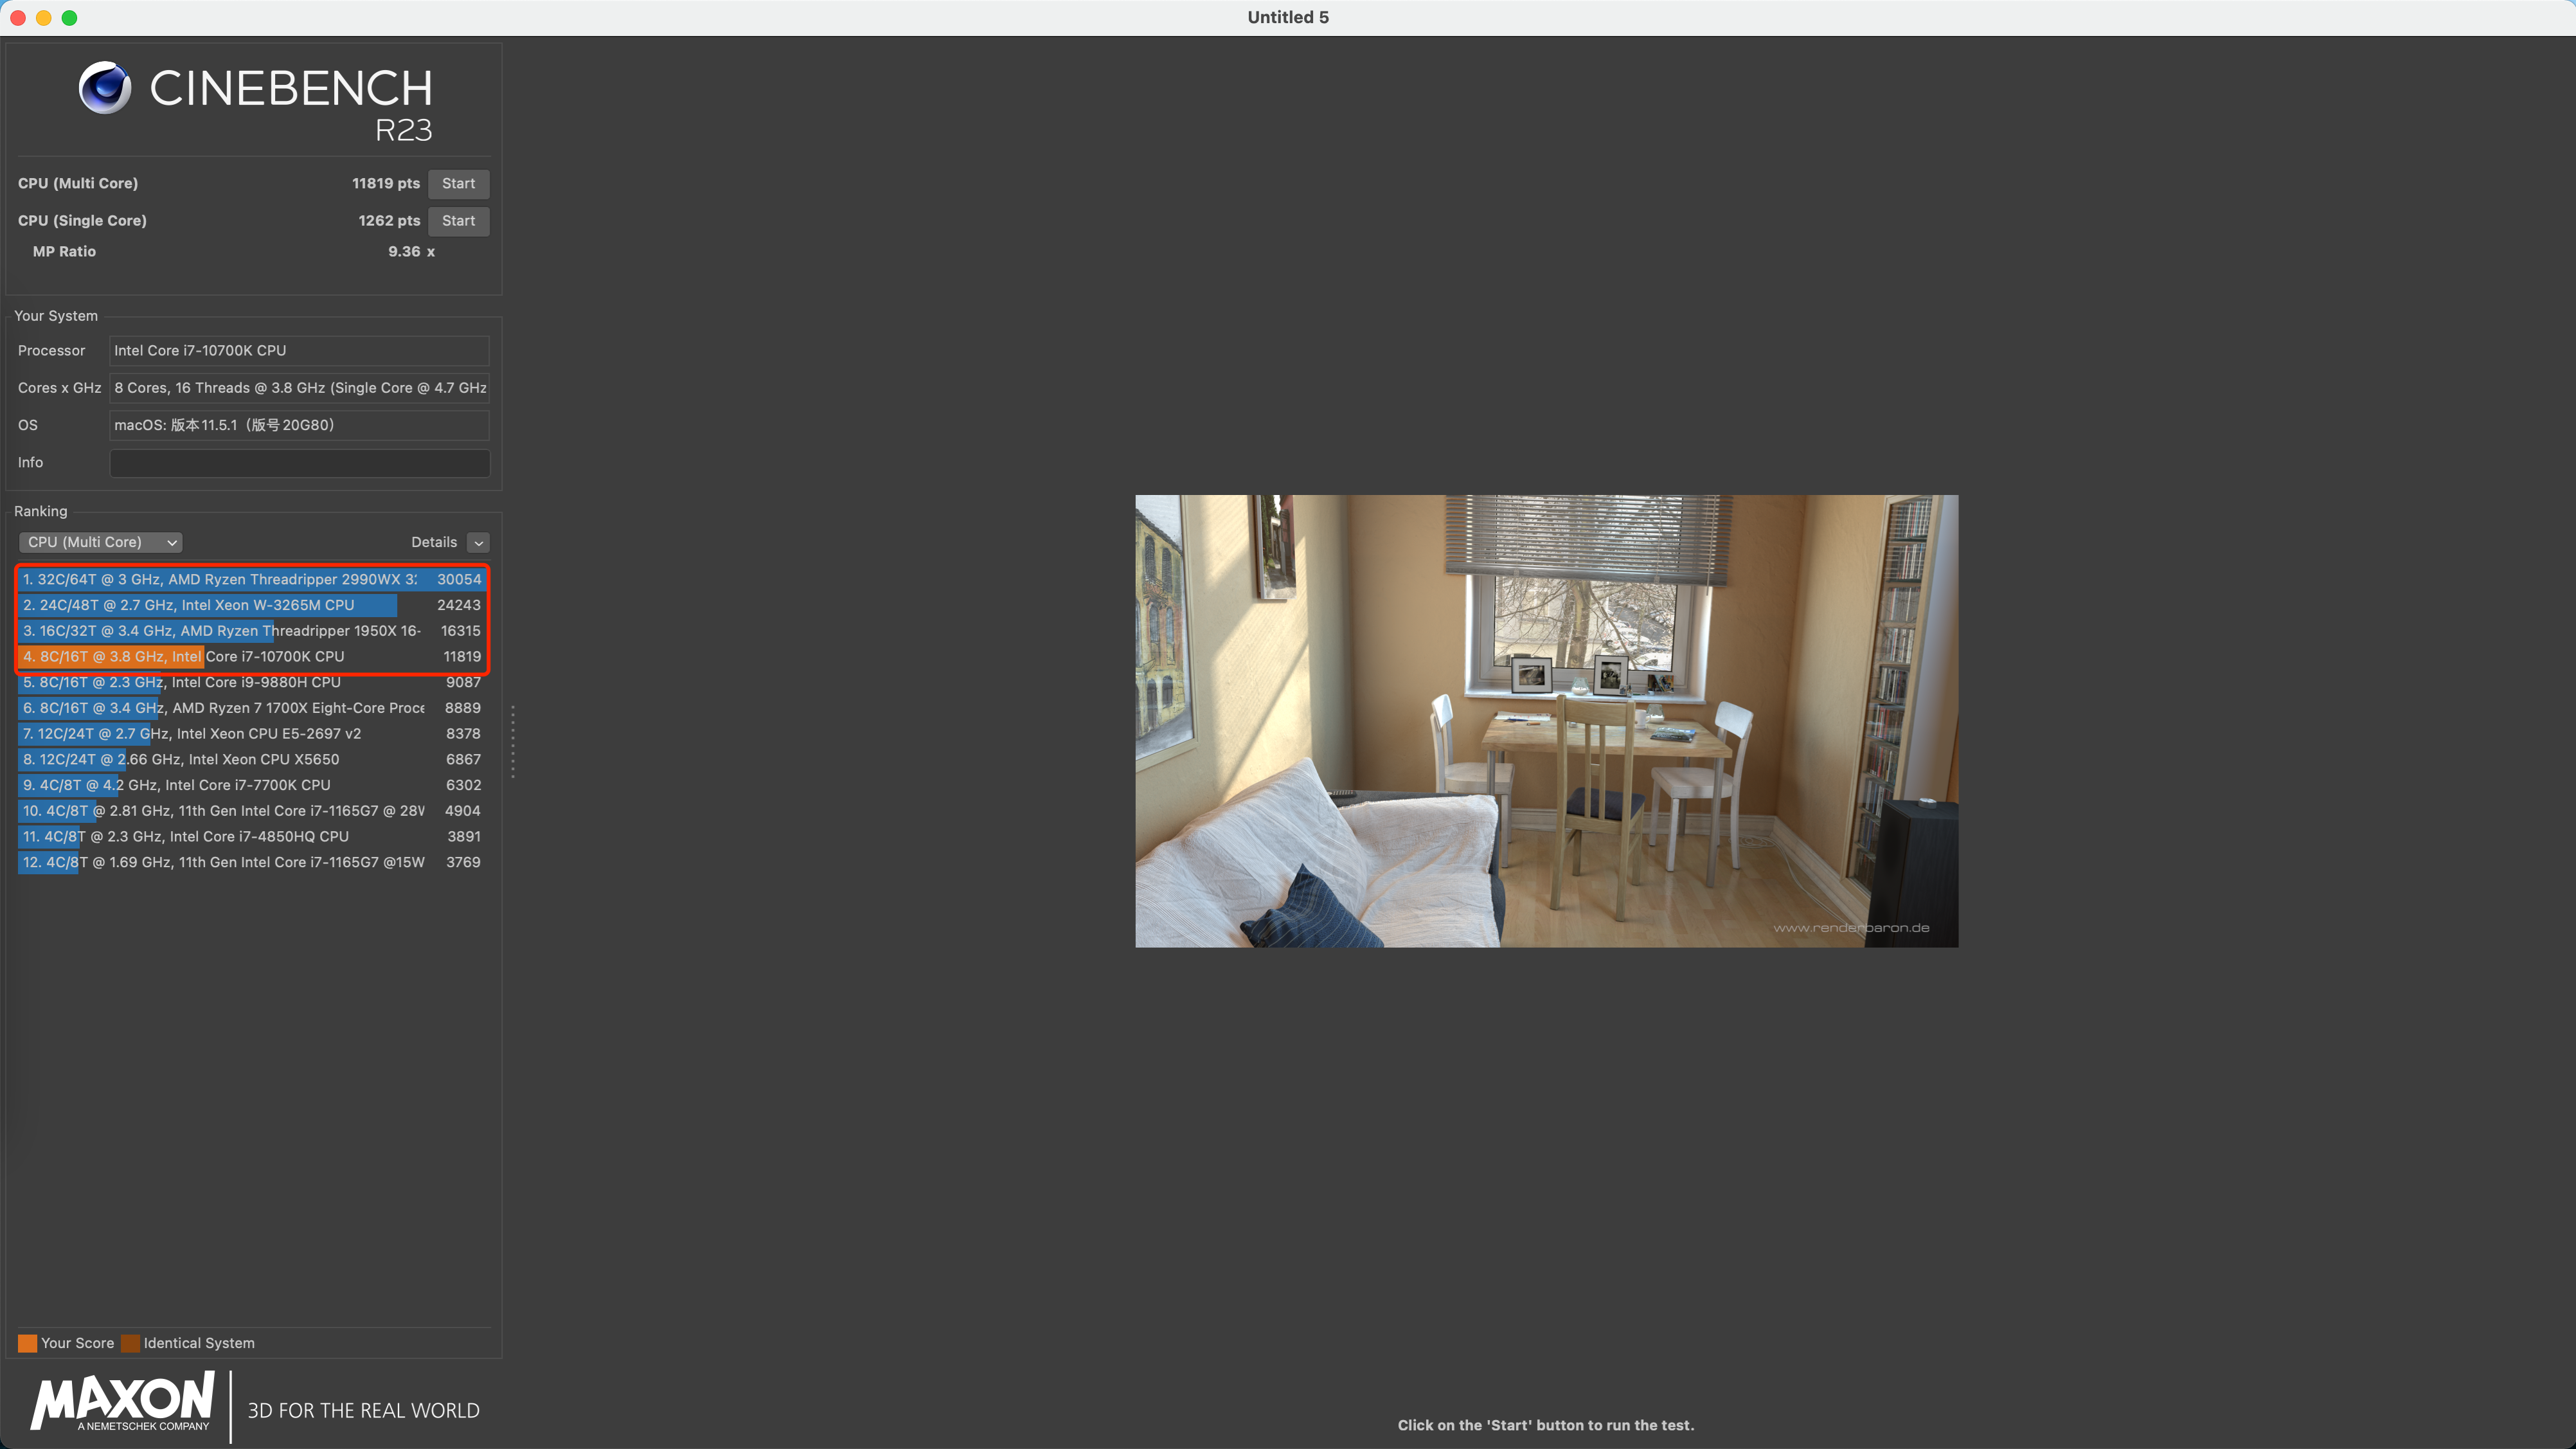 Untitled 5
CINEBENCH
R23
CPU (Multi Core) 11819 pts Start
CPU (Single Core) 1262 pts Start
MP Ratio 9.36 x
Your System
Processor Intel Core i7-10700K CPU
Cores x GHz 8 Cores, 16 Threads @ 3.8 GHz (Single Core @ 4.7 GHz
OS macOS: 版本11.5.1（版号20G80）
Info
Ranking
CPU (Multi Core) Details
1. 32C/64T @ 3 GHz, AMD Ryzen Threadripper 2990WX 30054
2. 24C/48T @ 2.7 GHz, Intel Xeon W-3265M CPU 24243
3. 16C/32T @ 3.4 GHz, AMD Ryzen Threadripper 1950X 16- 16315
4. 8C/16T @ 3.8 GHz, Intel Core i7-10700K CPU 11819
5. 8C/16T @ 2.3 GHz, Intel Core i9-9880H CPU 9087
6. 8C/16T @ 3.4 GHz, AMD Ryzen 7 1700X Eight-Core Proce 8889
7. 12C/24T @ 2.7 GHz, Intel Xeon CPU E5-2697 v2 8378
8. 12C/24T @ 2.66 GHz, Intel Xeon CPU X5650 6867
9. 4C/8T @ 4.2 GHz, Intel Core i7-7700K CPU 6302
10. 4C/8T @ 2.81 GHz, 11th Gen Intel Core i7-1165G7 @ 28W 4904
11. 4C/8T @ 2.3 GHz, Intel Core i7-4850HQ CPU 3891
12. 4C/8T @ 1.69 GHz, 11th Gen Intel Core i7-1165G7 @15W 3769
www.renderbaron.de
Your Score Identical System
MAXON
A NEMETSCHEK COMPANY
3D FOR THE REAL WORLD
Click on the 'Start' button to run the test.